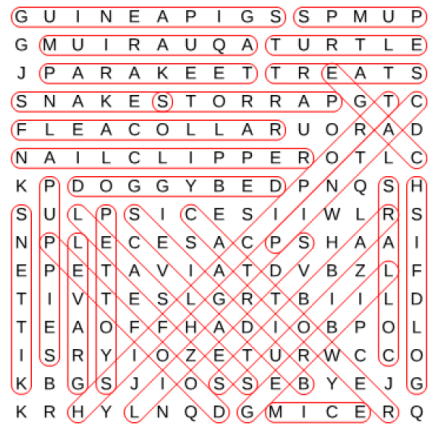 G U I N E A P I G S S P M U P
G M U I R A U Q A T U R T L E
J P A R A K E E T T R E A T S
S N A K E S T O R R A P G T C
F L E A C O L L A R U O R A D
N A I L C L I P P E R O T L C
K P D O G G Y B E D P N Q S H
S U L P S I C E S I I W L R S
N P L E C E S A C P S H A A I
E P E T A V I A T D V B Z L F
T I V T E S L G R T B I I L D
T E A O F F H A D I O B P O L
I S R Y I O Z E T U R W C C O
K B G S J I O S S E B Y E J G
K R H Y L N Q D G M I C E R Q